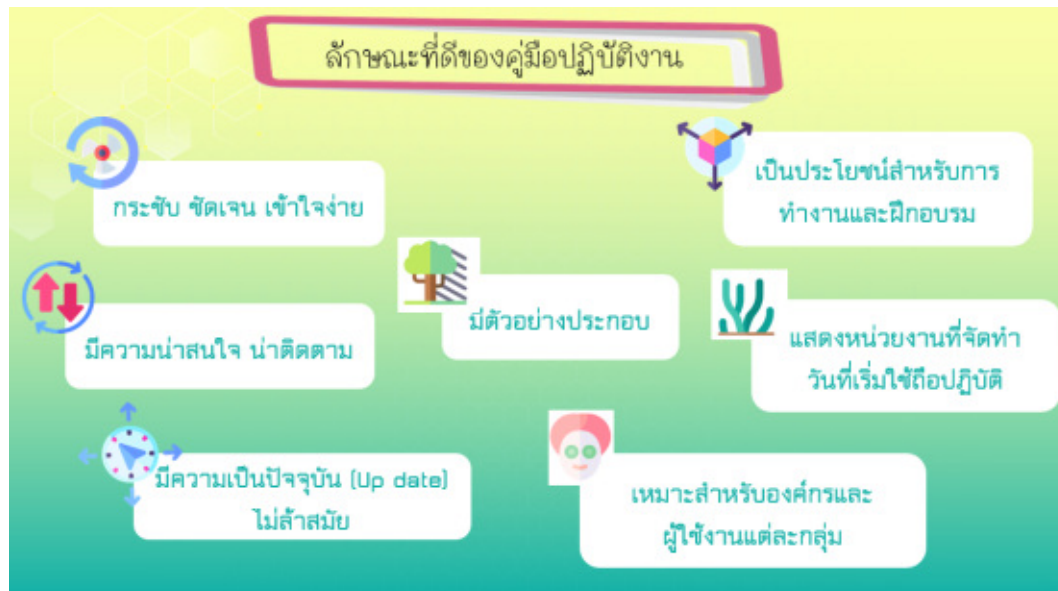 ลักษณะที่ดีของคู่มือปฏิบัติงาน
กระชับ ชัดเจน เข้าใจง่าย
เป็นประโยชน์สำหรับการ
ทำงานและฝึกอบรม
มีความน่าสนใจ น่าติดตาม
มีตัวอย่างประกอบ
แสดงหน่วยงานที่จัดทำ
วันที่เริ่มใช้ถือปฏิบัติ
มีความเป็นปัจจุบัน (Up date)
ไม่ล้าสมัย
เหมาะสำหรับองค์กรและ
ผู้ใช้งานแต่ละกลุ่ม